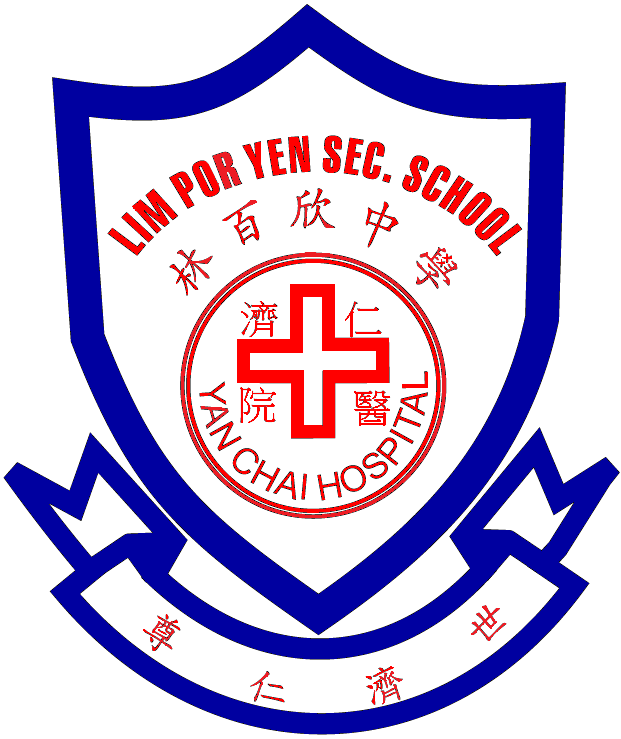 LIM POR YEN SEC. SCHOOL
林百欣中學
仁濟
醫院
YAN CHAI HOSPITAL
尊仁濟世